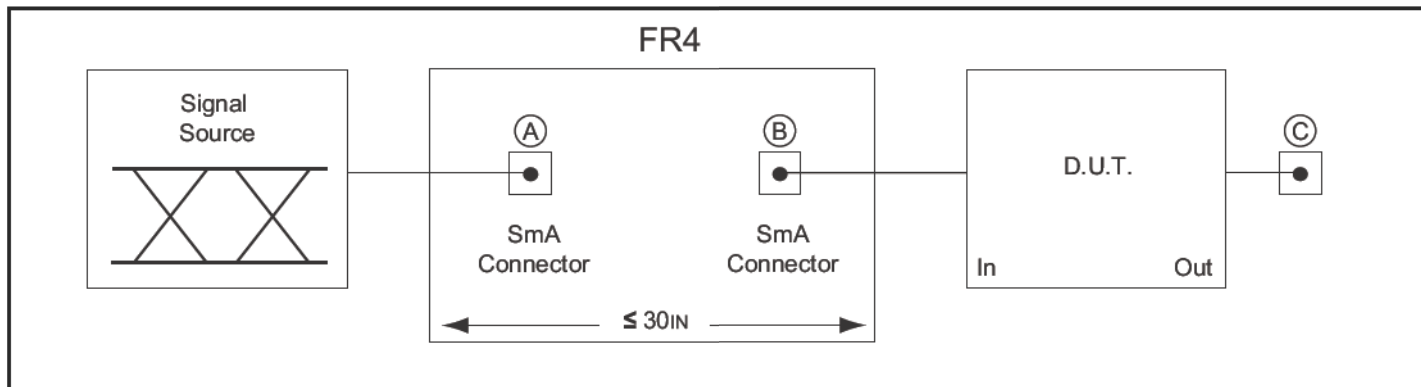 FR4
Signal
Source
A
B
C
D.U.T.
SmA
Connector
SmA
Connector
In
Out
≤ 30IN